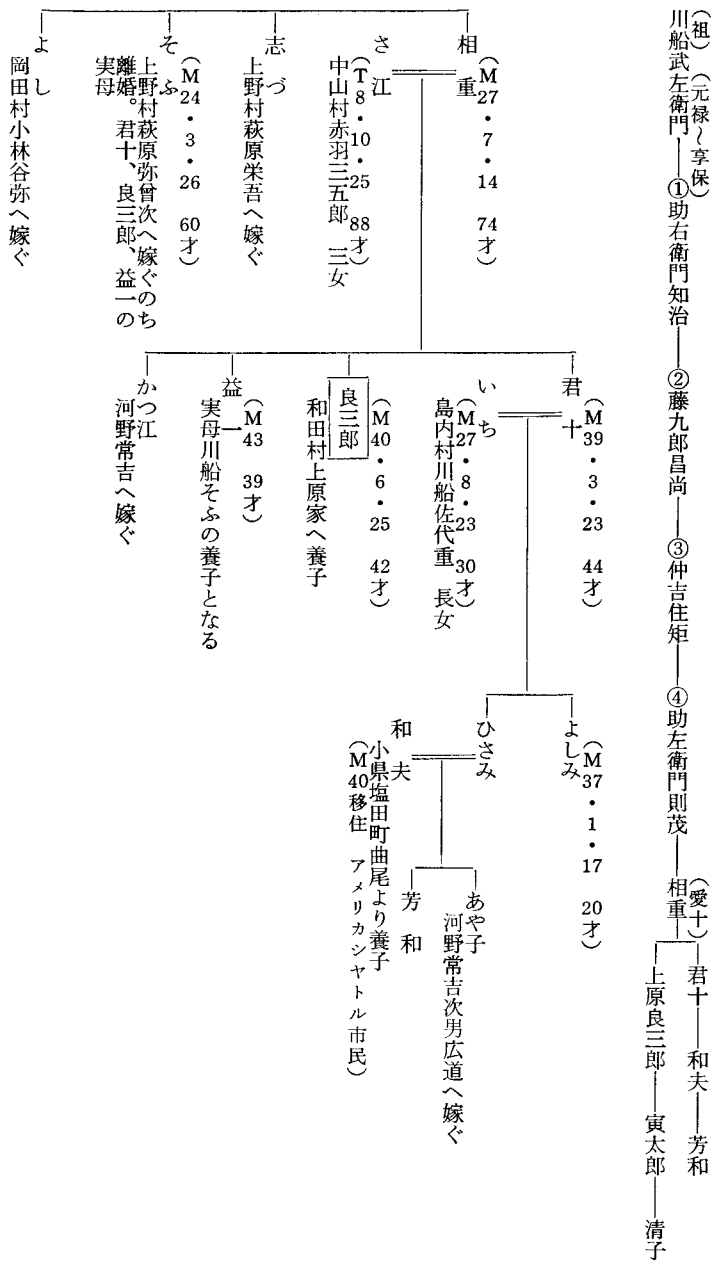 (祖)(元禄〜享保)
川船武左衛門 ①助右衛門知治 ②藤九郎昌尚 ③仲吉住矩 ④助左衛門則茂 相重(愛十)
君十 和夫 芳和
上原良三郎 寅太郎 清子
相重
(M27・7・14 74才)
さ江
(T8・10・25 88才)
中山村赤羽三五郎 三女
志づ
上野村萩原栄吾へ嫁ぐ
そふ
(M24・3・26 60才)
上野村萩原弥曾次へ嫁ぐのち
離婚。君十、良三郎、益一の
実母
よし
岡田村小林谷弥へ嫁ぐ
君十
(M39・3・23 44才)
いち
(M27・8・23 30才)
島内村川船佐代重 長女
良三郎
(M40・6・25 42才)
和田村上原家へ養子
益一
(M43 39才)
実母川船そふの養子となる
かつ江
河野常吉へ嫁ぐ
よしみ
(M37・1・17 20才)
ひさみ
和夫
小県塩田町曲尾より養子
(M40移住 アメリカシヤトル市民)
あや子
河野常吉次男広道へ嫁ぐ
芳和